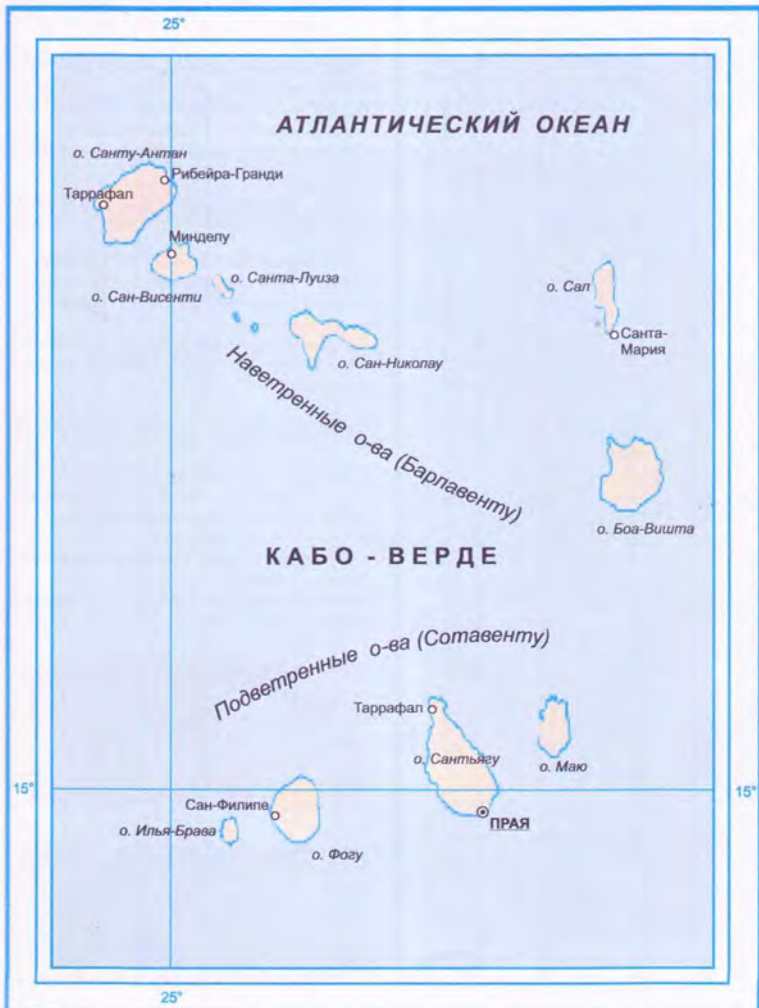 25°
АТЛАНТИЧЕСКИЙ ОКЕАН
о. Санту-Антан
Рибейра-Гранди
Таррафал
Минделу
о. Санта-Луиза
о. Сал
о. Сан-Висенти
Санта-
Мария
о. Сан-Николау
Наветренные о-ва (Барлавенту)
о. Боа-Вишта
КАБО - ВЕРДЕ
Подветренные о-ва (Сотавенту)
Таррафал
о. Сантьягу
о. Маю
15°
15°
Сан-Филипе
ПРАЯ
о. Илья-Брава
о. Фогу
25°